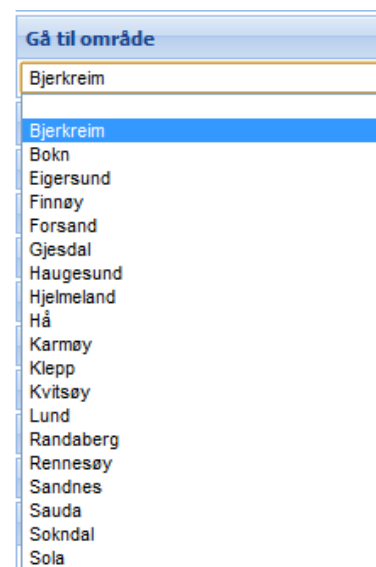 Gå til område
Bjerkreim
Bjerkreim
Bokn
Eigersund
Finnøy
Forsand
Gjesdal
Haugesund
Hjelmeland
Hå
Karmøy
Klepp
Kvitsøy
Lund
Randaberg
Rennesøy
Sandnes
Sauda
Sokndal
Sola